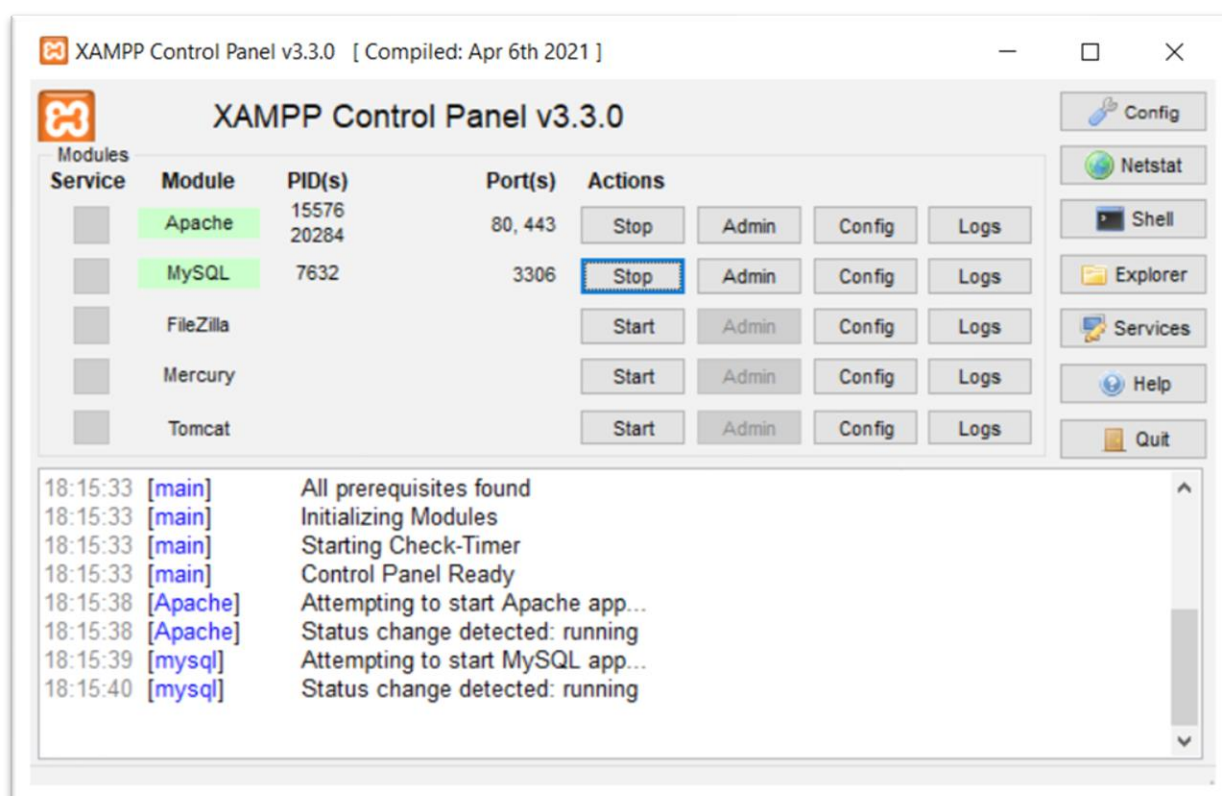 XAMPP Control Panel v3.3.0 [ Compiled: Apr 6th 2021 ]
XAMPP Control Panel v3.3.0
Config
Modules
Netstat
Service Module PID(s) Port(s) Actions
Apache 15576 20284 80, 443 Stop Admin Config Logs
Shell
MySQL 7632 3306 Stop Admin Config Logs
Explorer
FileZilla Start Admin Config Logs
Services
Mercury Start Admin Config Logs
Help
Tomcat Start Admin Config Logs
Quit
18:15:33 [main] All prerequisites found
18:15:33 [main] Initializing Modules
18:15:33 [main] Starting Check-Timer
18:15:33 [main] Control Panel Ready
18:15:38 [Apache] Attempting to start Apache app...
18:15:38 [Apache] Status change detected: running
18:15:39 [mysql] Attempting to start MySQL app...
18:15:40 [mysql] Status change detected: running